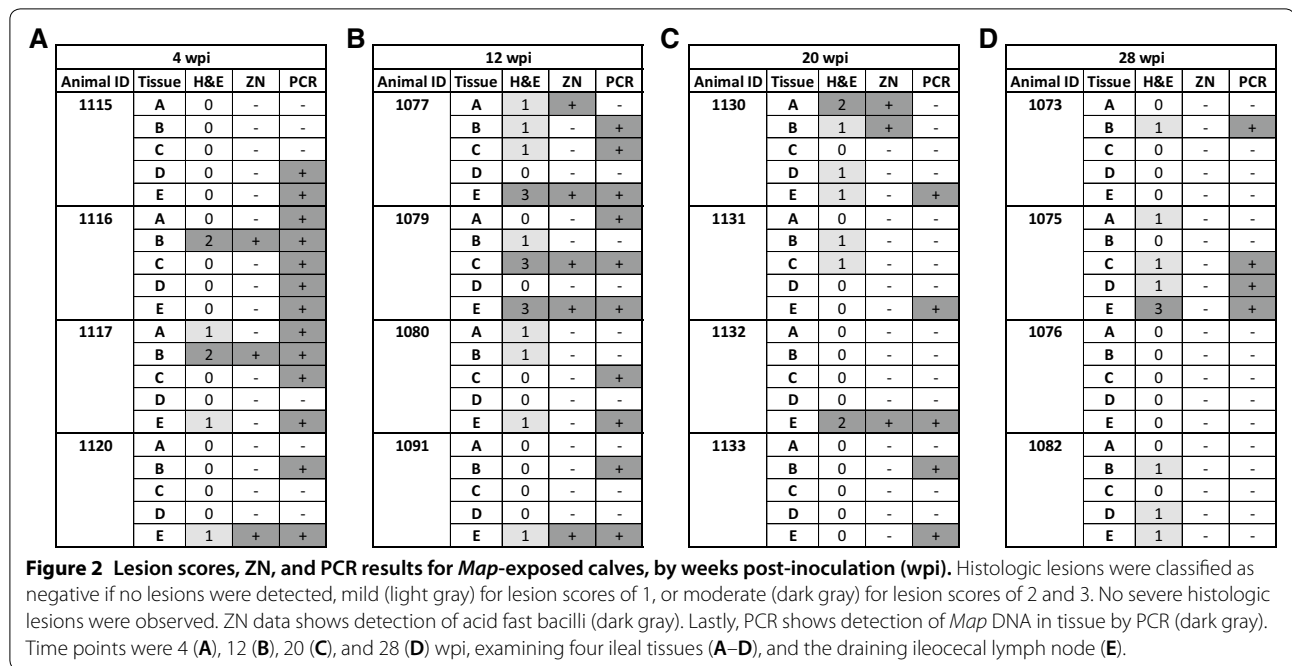 A
4 wpi
Animal ID Tissue H&E ZN PCR
1115 A 0 - -
B 0 - -
C 0 - -
D 0 - +
E 0 - +
1116 A 0 - +
B 2 + +
C 0 - +
D 0 - +
E 0 - +
1117 A 1 - +
B 2 + +
C 0 - +
D 0 - -
E 1 - +
1120 A 0 - -
B 0 - +
C 0 - -
D 0 - -
E 1 + +
B
12 wpi
Animal ID Tissue H&E ZN PCR
1077 A 1 + -
B 1 - +
C 1 - +
D 0 - -
E 3 + +
1079 A 0 - +
B 1 - -
C 3 + +
D 0 - -
E 3 + +
1080 A 1 - -
B 1 - -
C 0 - +
D 0 - -
E 1 - +
1091 A 0 - -
B 0 - +
C 0 - -
D 0 - -
E 1 + +
C
20 wpi
Animal ID Tissue H&E ZN PCR
1130 A 2 + -
B 1 + -
C 0 - -
D 1 - -
E 1 - +
1131 A 0 - -
B 1 - -
C 1 - -
D 0 - -
E 0 - +
1132 A 0 - -
B 0 - -
C 0 - -
D 0 - -
E 2 + +
1133 A 0 - -
B 0 - +
C 0 - -
D 0 - -
E 0 - +
D
28 wpi
Animal ID Tissue H&E ZN PCR
1073 A 0 - -
B 1 - +
C 0 - -
D 0 - -
E 0 - -
1075 A 1 - -
B 0 - -
C 1 - +
D 1 - +
E 3 - +
1076 A 0 - -
B 0 - -
C 0 - -
D 0 - -
E 0 - -
1082 A 0 - -
B 1 - -
C 0 - -
D 1 - -
E 1 - -
Figure 2 Lesion scores, ZN, and PCR results for Map-exposed calves, by weeks post-inoculation (wpi). Histologic lesions were classified as
negative if no lesions were detected, mild (light gray) for lesion scores of 1, or moderate (dark gray) for lesion scores of 2 and 3. No severe histologic
lesions were observed. ZN data shows detection of acid fast bacilli (dark gray). Lastly, PCR shows detection of Map DNA in tissue by PCR (dark gray).
Time points were 4 (A), 12 (B), 20 (C), and 28 (D) wpi, examining four ileal tissues (A–D), and the draining ileocecal lymph node (E).